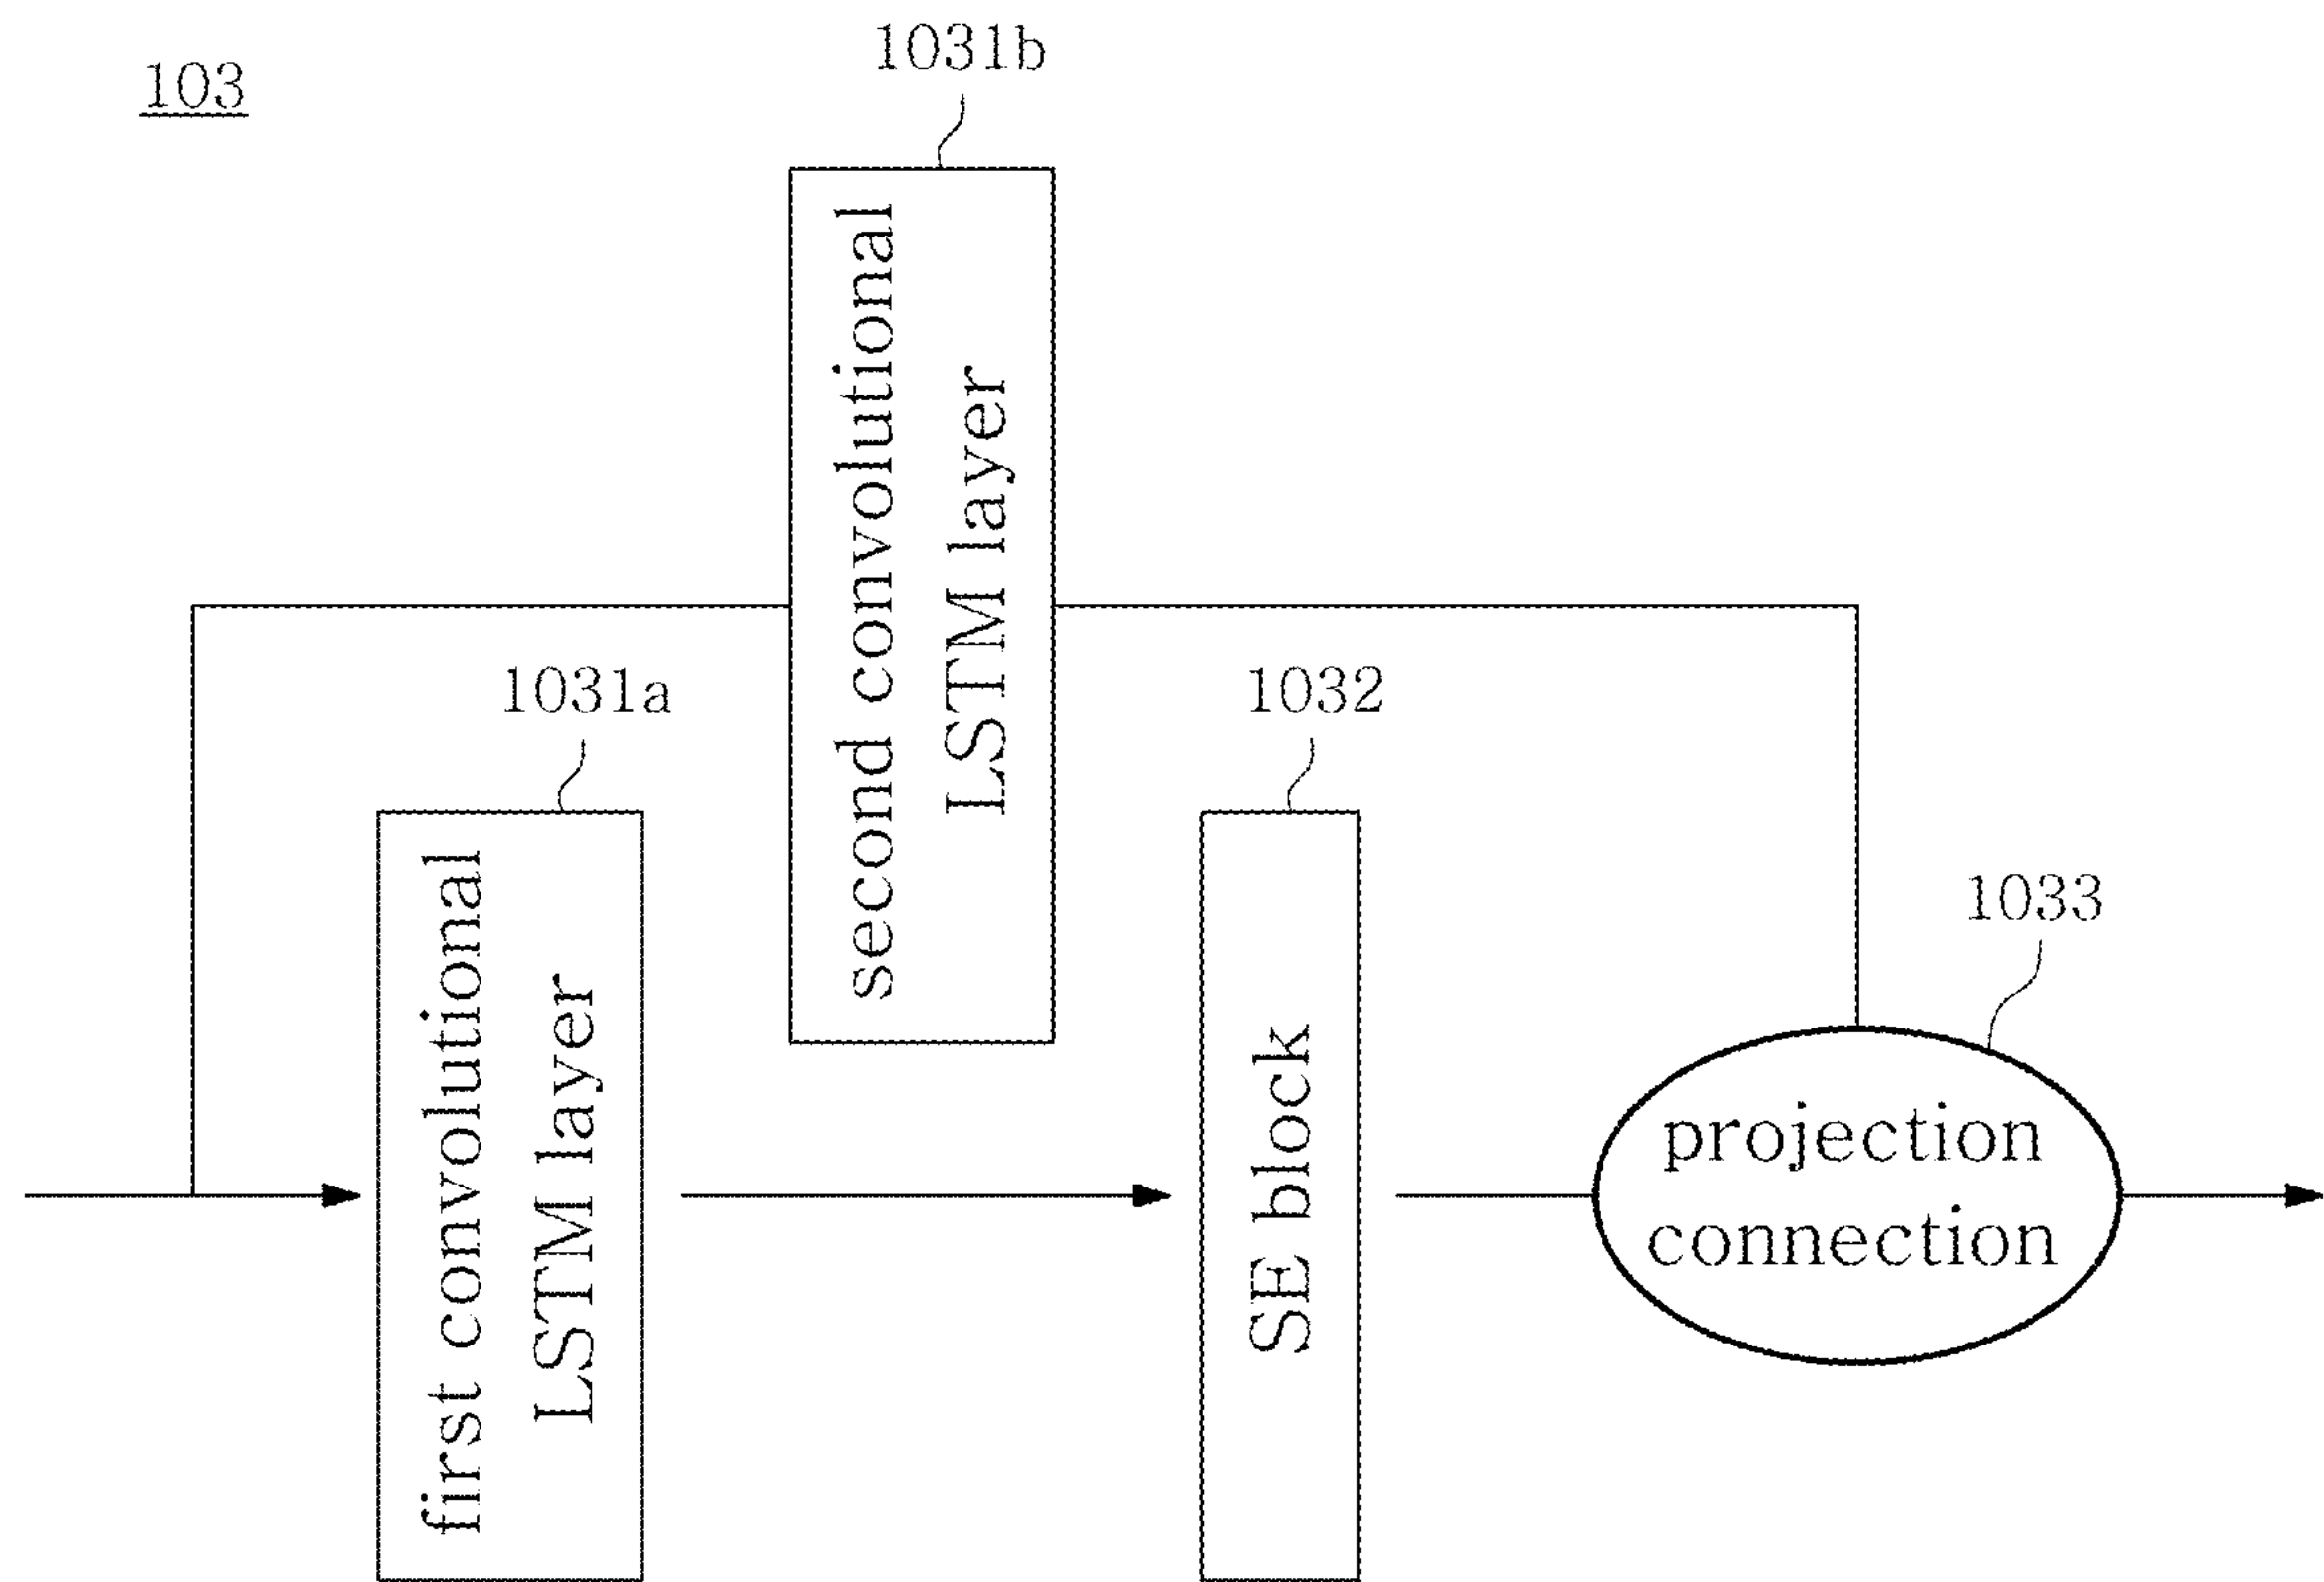 103
1031b
second convolutional
LSTM layer
1031a
first convolutional
LSTM layer
1032
SE block
1033
projection
connection